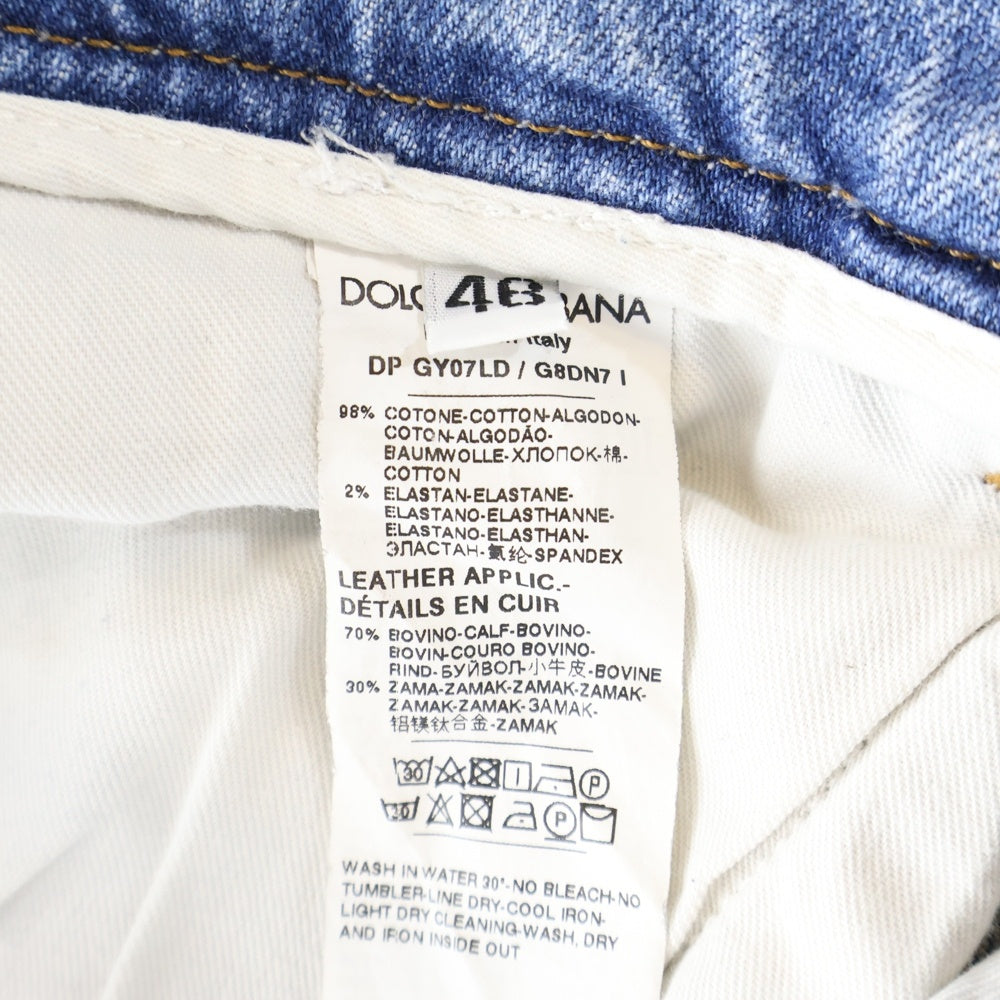 48
DOLC
BANA
Italy
DP GY07LD / G8DN7 I
98% COTONE-COTTON-ALGODON-
COTON-ALGODÃO-
BAUMWOLLE-ХЛОПОК-棉-
COTTON
2% ELASTAN-ELASTANE-
ELASTANO-ELASTHANNE-
ELASTANO-ELASTHAN-
ЭЛАСТАН-氨纶-SPANDEX
LEATHER APPLIC.-
DÉTAILS EN CUIR
70% BOVINO-CALF-BOVINO-
BOVIN-COURO BOVINO-
RIND-БУЙВОЛ-小牛皮-BOVINE
30% ZAMA-ZAMAK-ZAMAK-ZAMAK-
ZAMAK-ZAMAK-ЗАМАК-
铝镁钛合金-ZAMAK
30 P
30 P
WASH IN WATER 30°-NO BLEACH-NO
TUMBLER-LINE DRY-COOL IRON-
LIGHT DRY CLEANING-WASH, DRY
AND IRON INSIDE OUT